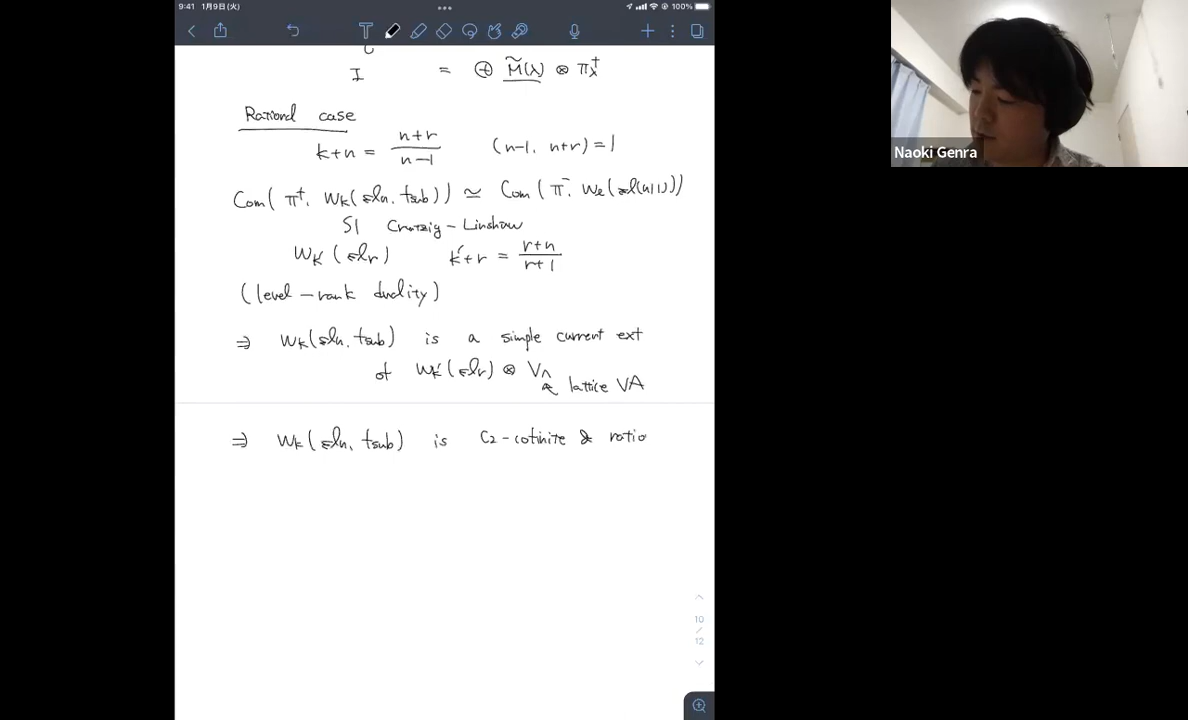 9:41 1月9日(火)
100%
I = ⊕ M̃(λ) ⊗ π_λ^+
Rational case
k+n = (n+r)/(n-1) (n-1, n+r) = 1
Com(π^+, W_k(sl_n, f_sub)) ≃ Com(π^-, W_ℓ(sl(n|1)))
SI Creutzig-Linshaw
W_k'(sl_r) k'+r = (r+n)/(r+1)
(level-rank duality)
⇒ W_k(sl_n, f_sub) is a simple current ext
of W_k'(sl_r) ⊗ V_Λ
↖ lattice VA
⇒ W_k(sl_n, f_sub) is C_2-cofinite & ratio
10
/
12
Naoki Genra